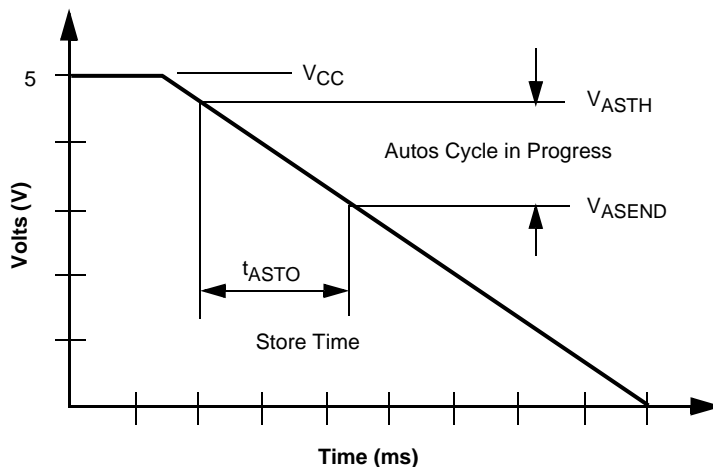 5
VCC
VASTH
Autos Cycle in Progress
VASEND
Volts (V)
tASTO
Store Time
Time (ms)